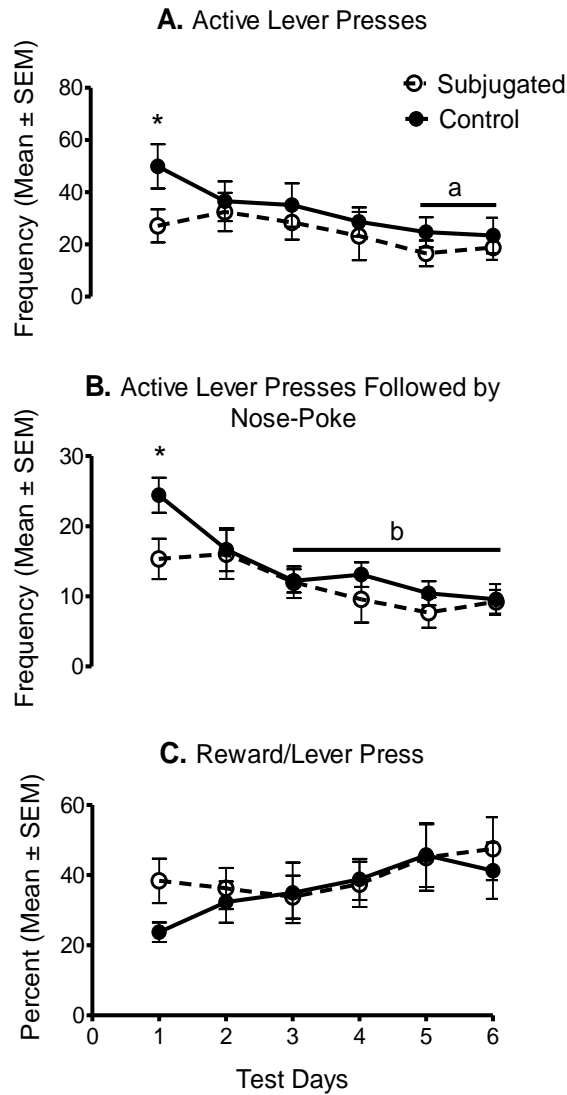 A. Active Lever Presses
Frequency (Mean ± SEM)
80
60
40
20
0
*
Subjugated
Control
a
B. Active Lever Presses Followed by
Nose-Poke
Frequency (Mean ± SEM)
30
20
10
0
*
b
C. Reward/Lever Press
Percent (Mean ± SEM)
60
40
20
0
0 1 2 3 4 5 6
Test Days